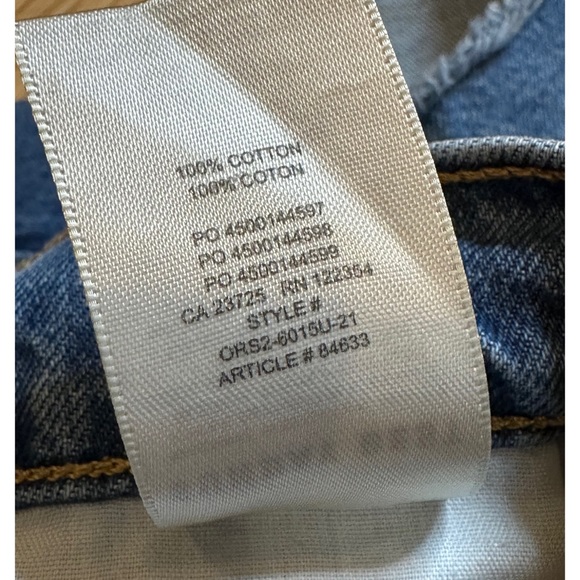 100% COTTON
100% COTON
PO 4500144597
PO 4500144598
PO 4500144599
CA 23725 RN 122354
STYLE #
ORS2-6015U-21
ARTICLE # 84633